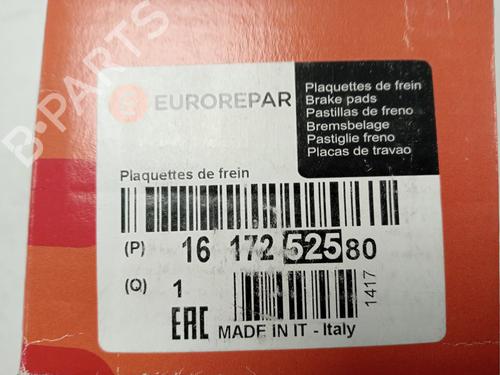 EUROREPAR
Plaquettes de frein
Brake pads
Pastillas de freno
Bremsbelage
Pastiglie freno
Placas de travao
Plaquettes de frein
(P) 16 172 525 80
(Q) 1
1417
EAC MADE IN IT - Italy
B-PARTS